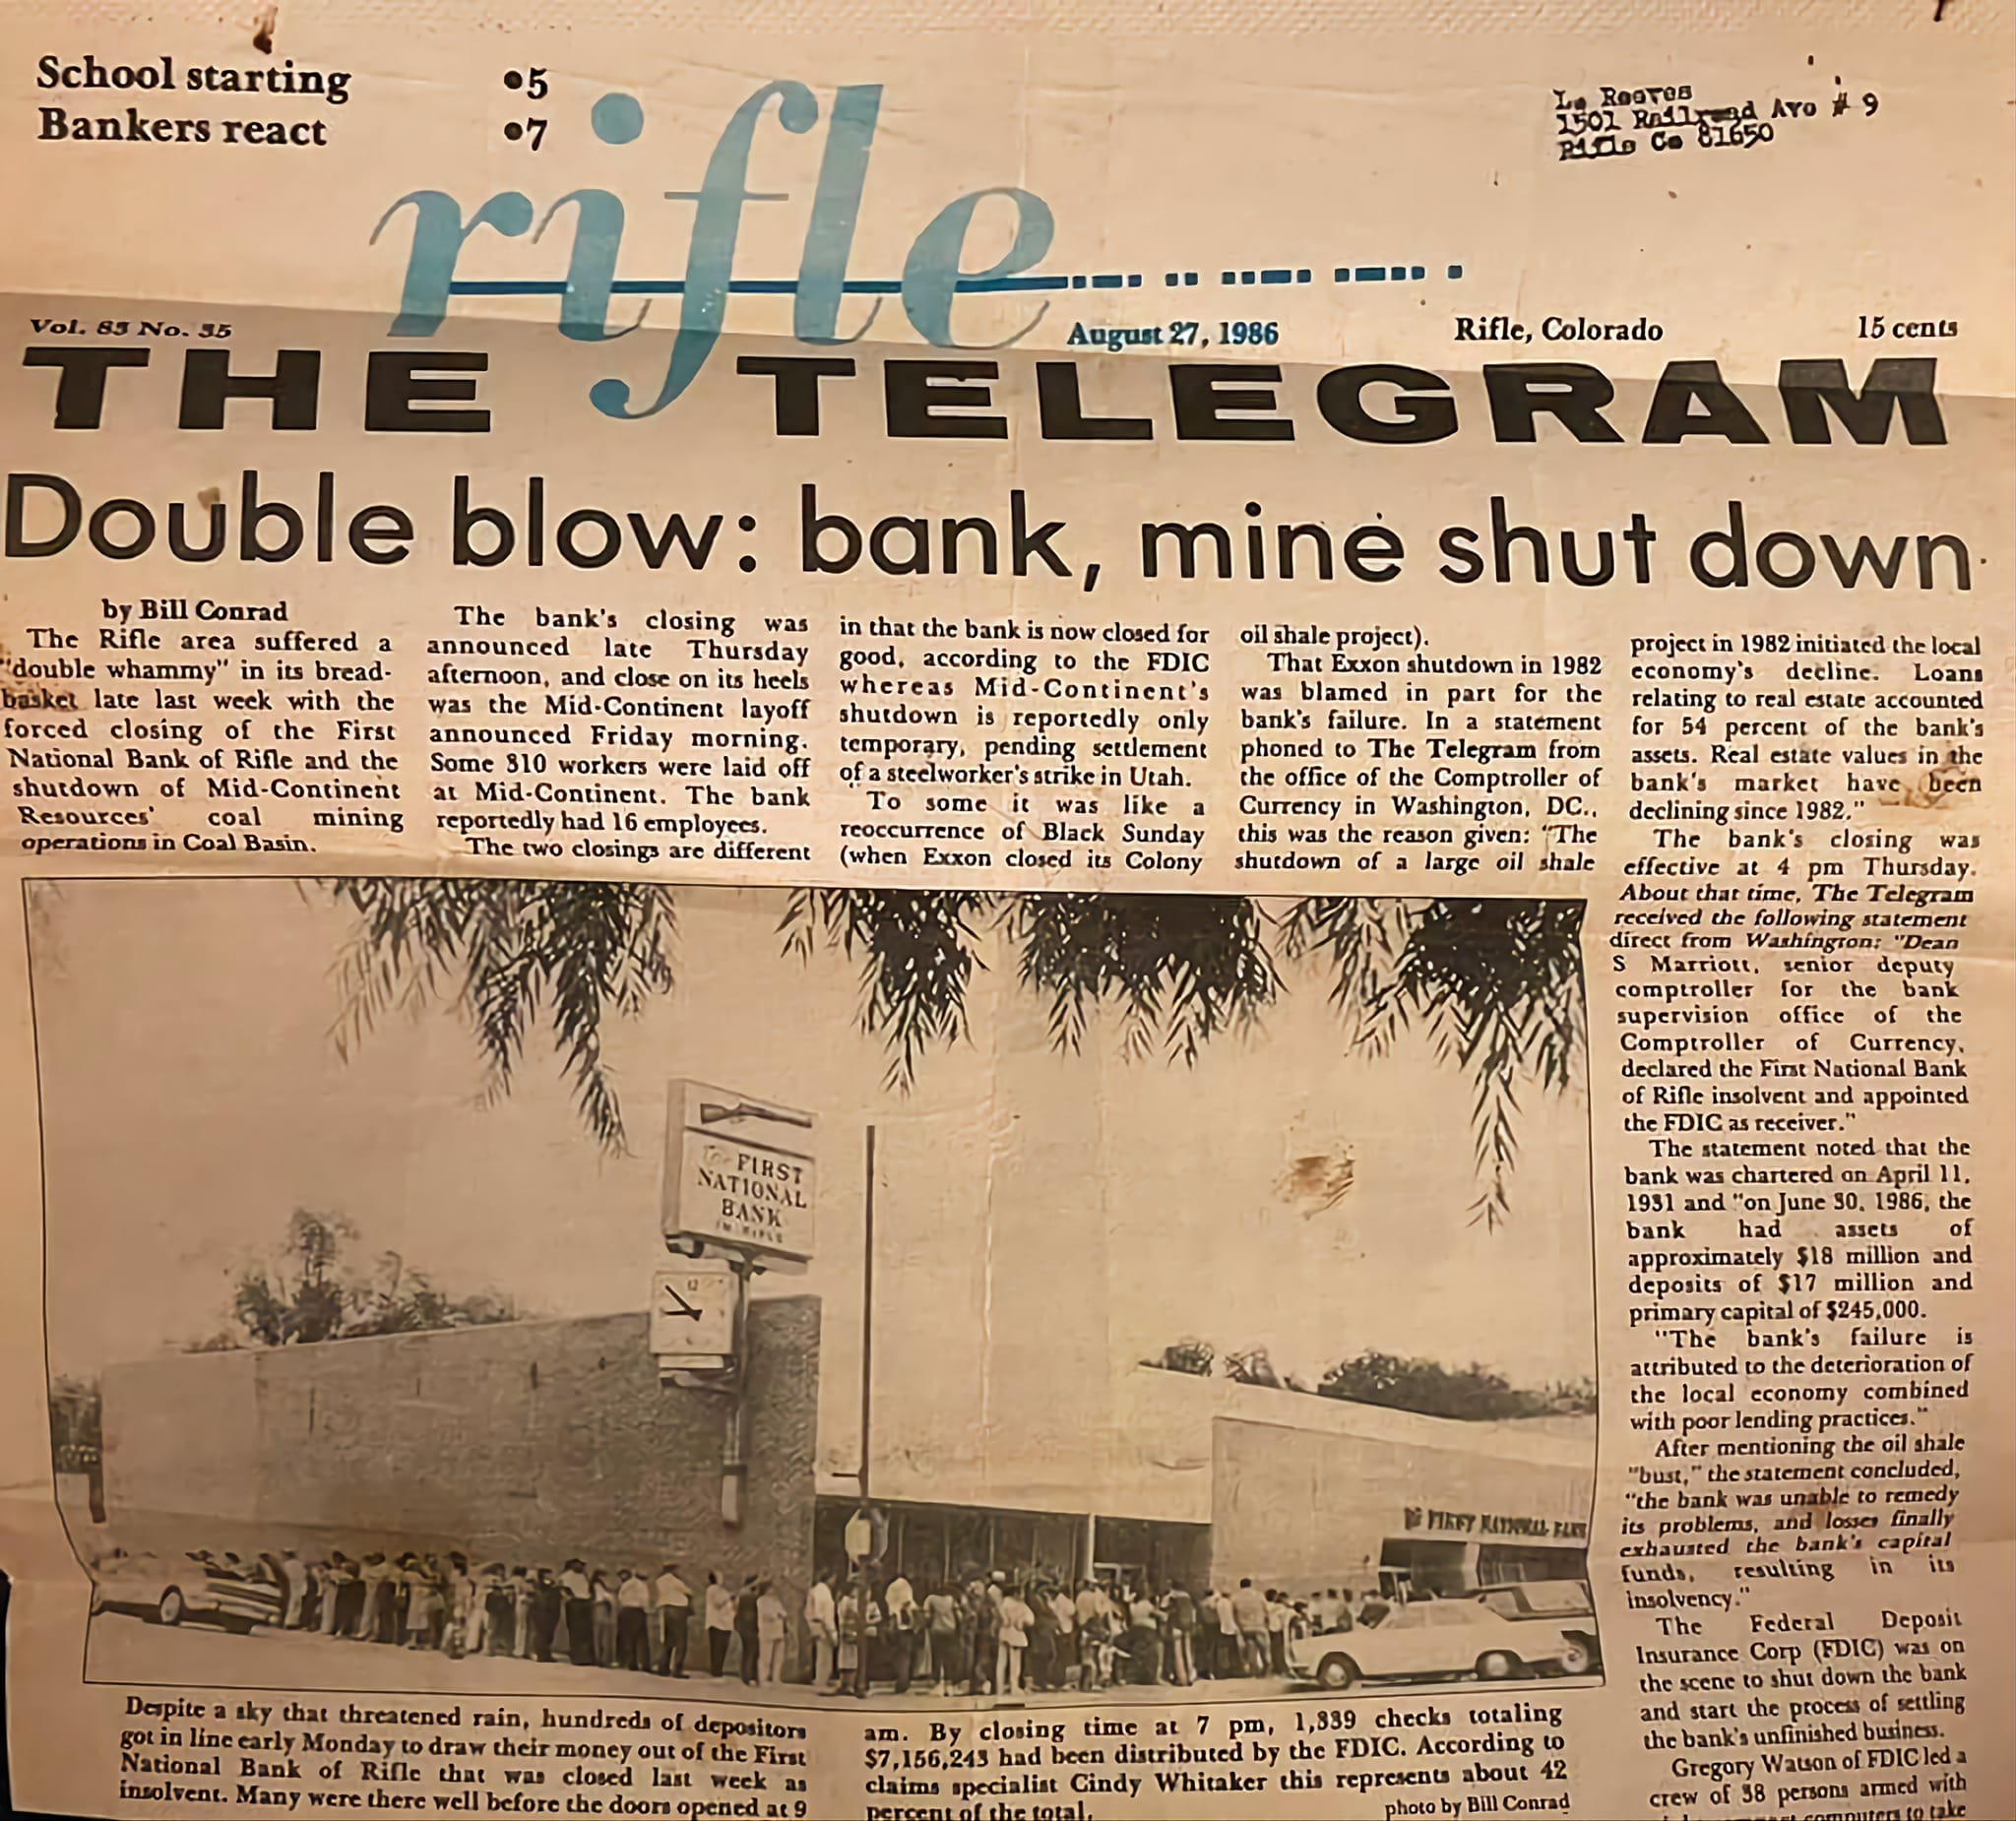 School starting •5
Bankers react •7
rifle
Le Reeves
1501 Railroad Ave # 9
Rifle Co 81650
Vol. 83 No. 35
August 27, 1986
Rifle, Colorado
15 cents
THE TELEGRAM
Double blow: bank, mine shut down
by Bill Conrad
The Rifle area suffered a
"double whammy" in its bread-
basket late last week with the
forced closing of the First
National Bank of Rifle and the
shutdown of Mid-Continent
Resources' coal mining
operations in Coal Basin.
The bank's closing was
announced late Thursday
afternoon, and close on its heels
was the Mid-Continent layoff
announced Friday morning.
Some 310 workers were laid off
at Mid-Continent. The bank
reportedly had 16 employees.
The two closings are different
in that the bank is now closed for
good, according to the FDIC
whereas Mid-Continent's
shutdown is reportedly only
temporary, pending settlement
of a steelworker's strike in Utah.
To some it was like a
reoccurrence of Black Sunday
(when Exxon closed its Colony
oil shale project).
That Exxon shutdown in 1982
was blamed in part for the
bank's failure. In a statement
phoned to The Telegram from
the office of the Comptroller of
Currency in Washington, DC.,
this was the reason given: "The
shutdown of a large oil shale
project in 1982 initiated the local
economy's decline. Loans
relating to real estate accounted
for 54 percent of the bank's
assets. Real estate values in the
bank's market have been
declining since 1982."
The bank's closing was
effective at 4 pm Thursday.
About that time, The Telegram
received the following statement
direct from Washington: "Dean
S Marriott, senior deputy
comptroller for the bank
supervision office of the
Comptroller of Currency,
declared the First National Bank
of Rifle insolvent and appointed
the FDIC as receiver."
The statement noted that the
bank was chartered on April 11,
1931 and "on June 30, 1986, the
bank had assets of
approximately $18 million and
deposits of $17 million and
primary capital of $245,000.
"The bank's failure is
attributed to the deterioration of
the local economy combined
with poor lending practices."
After mentioning the oil shale
"bust," the statement concluded,
"the bank was unable to remedy
its problems, and losses finally
exhausted the bank's capital
funds, resulting in its
insolvency."
The Federal Deposit
Insurance Corp (FDIC) was on
the scene to shut down the bank
and start the process of settling
the bank's unfinished business.
Gregory Watson of FDIC led a
crew of 38 persons armed with
computers to take
FIRST
NATIONAL
BANK
IN RIFLE
12
FIRST NATIONAL BANK
Despite a sky that threatened rain, hundreds of depositors
got in line early Monday to draw their money out of the First
National Bank of Rifle that was closed last week as
insolvent. Many were there well before the doors opened at 9
am. By closing time at 7 pm, 1,339 checks totaling
$7,156,243 had been distributed by the FDIC. According to
claims specialist Cindy Whitaker this represents about 42
percent of the total.
photo by Bill Conrad